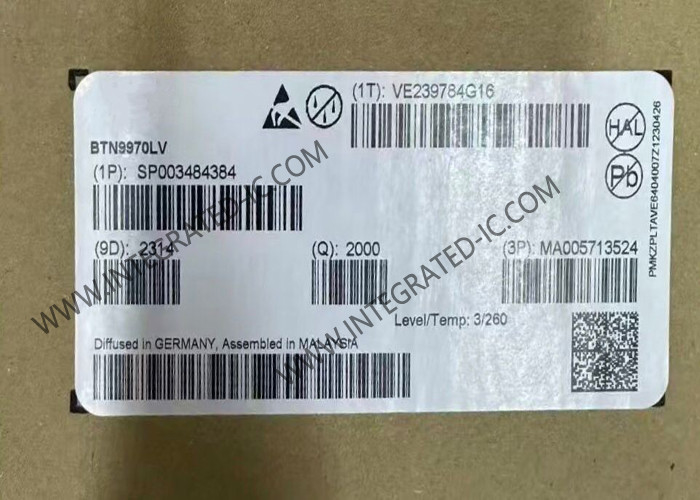 (1T): VE239784G16
BTN9970LV
(1P): SP003484384
HAL
Pb
PMKZPLTAVE6404007Z1230426
(9D): 2314
(Q): 2000
(3P): MA005713524
Level/Temp: 3/260
Diffused in GERMANY, Assembled in MALAYSIA
WWW.INTEGRATED-IC.COM
WWW.INTEGRATED-IC.COM